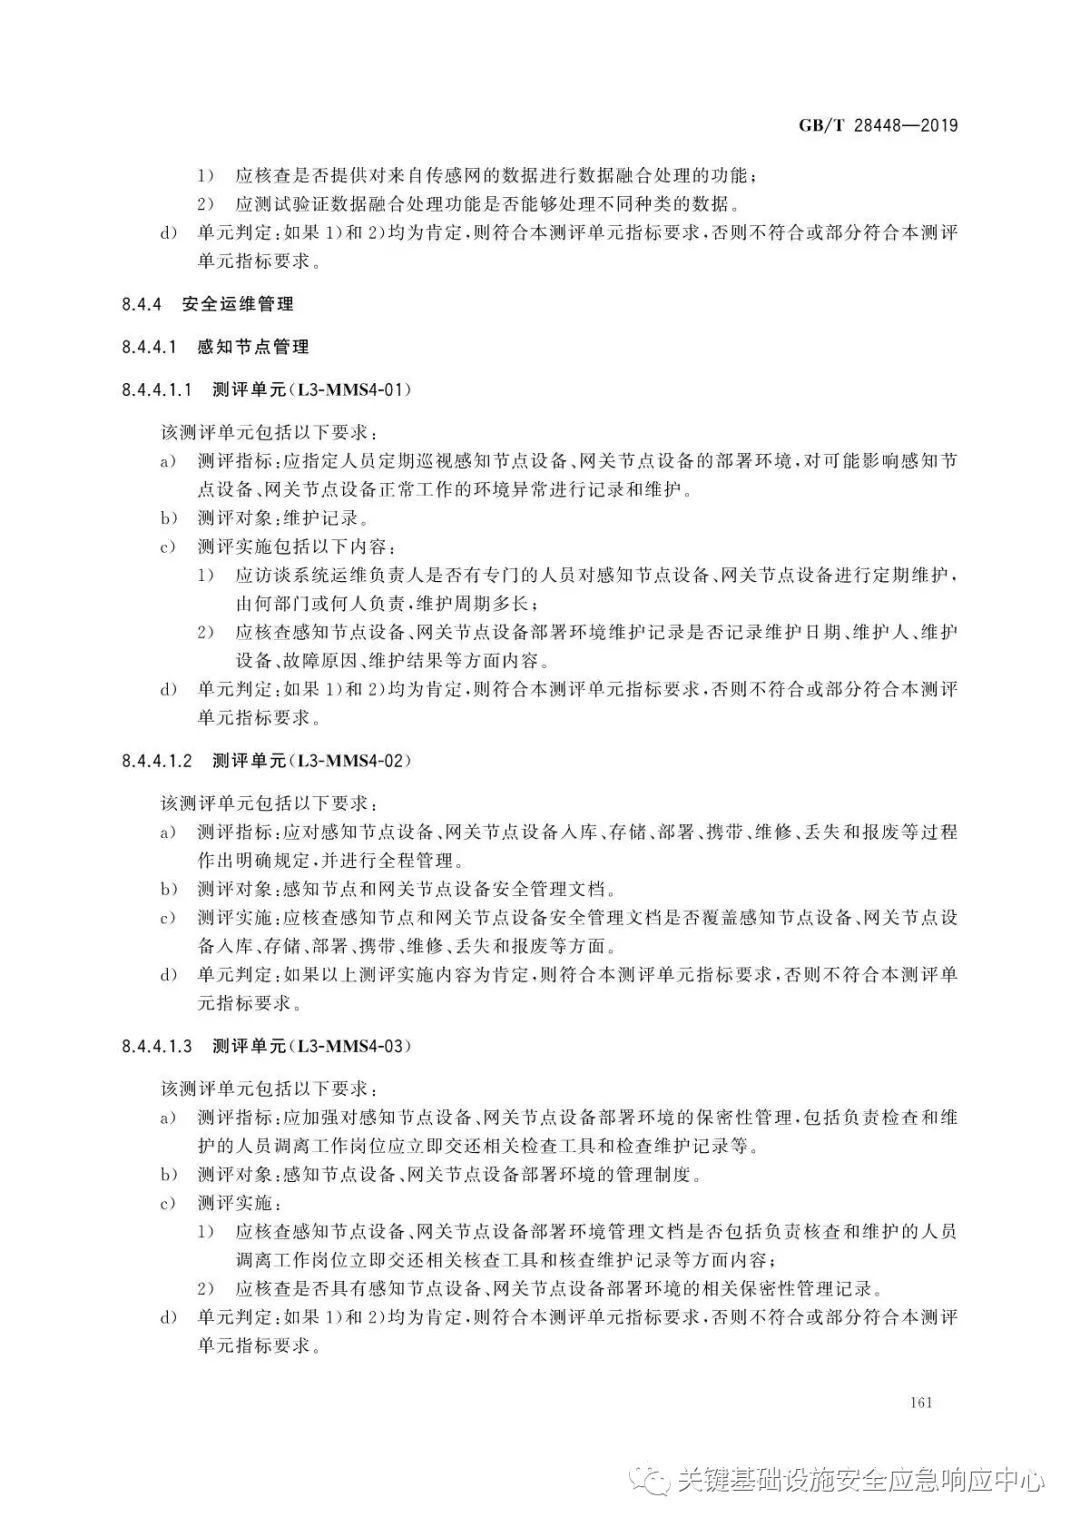 GB/T 28448—2019
1) 应核查是否提供对来自传感网的数据进行数据融合处理的功能;
2) 应测试验证数据融合处理功能是否能够处理不同种类的数据。
d) 单元判定:如果1)和2)均为肯定,则符合本测评单元指标要求,否则不符合或部分符合本测评
单元指标要求。
8.4.4 安全运维管理
8.4.4.1 感知节点管理
8.4.4.1.1 测评单元(L3-MMS4-01)
该测评单元包括以下要求:
a) 测评指标:应指定人员定期巡视感知节点设备、网关节点设备的部署环境,对可能影响感知节
点设备、网关节点设备正常工作的环境异常进行记录和维护。
b) 测评对象:维护记录。
c) 测评实施包括以下内容:
1) 应访谈系统运维负责人是否有专门的人员对感知节点设备、网关节点设备进行定期维护,
由何部门或何人负责,维护周期多长;
2) 应核查感知节点设备、网关节点设备部署环境维护记录是否记录维护日期、维护人、维护
设备、故障原因、维护结果等方面内容。
d) 单元判定:如果1)和2)均为肯定,则符合本测评单元指标要求,否则不符合或部分符合本测评
单元指标要求。
8.4.4.1.2 测评单元(L3-MMS4-02)
该测评单元包括以下要求:
a) 测评指标:应对感知节点设备、网关节点设备入库、存储、部署、携带、维修、丢失和报废等过程
作出明确规定,并进行全程管理。
b) 测评对象:感知节点和网关节点设备安全管理文档。
c) 测评实施:应核查感知节点和网关节点设备安全管理文档是否覆盖感知节点设备、网关节点设
备入库、存储、部署、携带、维修、丢失和报废等方面。
d) 单元判定:如果以上测评实施内容为肯定,则符合本测评单元指标要求,否则不符合本测评单
元指标要求。
8.4.4.1.3 测评单元(L3-MMS4-03)
该测评单元包括以下要求:
a) 测评指标:应加强对感知节点设备、网关节点设备部署环境的保密性管理,包括负责检查和维
护的人员调离工作岗位应立即交还相关检查工具和检查维护记录等。
b) 测评对象:感知节点设备、网关节点设备部署环境的管理制度。
c) 测评实施:
1) 应核查感知节点设备、网关节点设备部署环境管理文档是否包括负责核查和维护的人员
调离工作岗位立即交还相关核查工具和核查维护记录等方面内容;
2) 应核查是否具有感知节点设备、网关节点设备部署环境的相关保密性管理记录。
d) 单元判定:如果1)和2)均为肯定,则符合本测评单元指标要求,否则不符合或部分符合本测评
单元指标要求。
161
关键基础设施安全应急响应中心